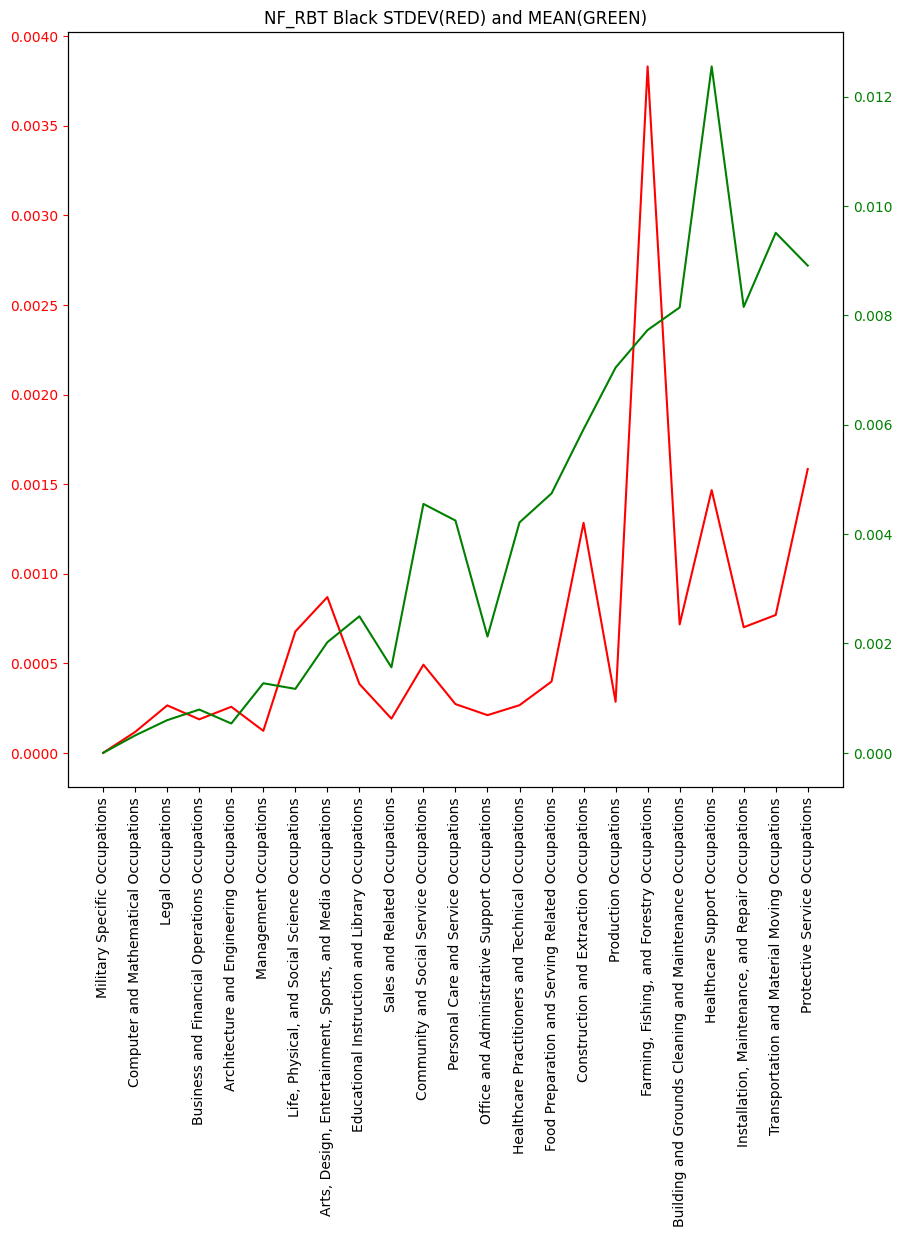 NF_RBT Black STDEV(RED) and MEAN(GREEN)
0.0040
0.0035
0.0030
0.0025
0.0020
0.0015
0.0010
0.0005
0.0000
0.012
0.010
0.008
0.006
0.004
0.002
0.000
Military Specific Occupations
Computer and Mathematical Occupations
Legal Occupations
Business and Financial Operations Occupations
Architecture and Engineering Occupations
Management Occupations
Life, Physical, and Social Science Occupations
Arts, Design, Entertainment, Sports, and Media Occupations
Educational Instruction and Library Occupations
Sales and Related Occupations
Community and Social Service Occupations
Personal Care and Service Occupations
Office and Administrative Support Occupations
Healthcare Practitioners and Technical Occupations
Food Preparation and Serving Related Occupations
Construction and Extraction Occupations
Production Occupations
Farming, Fishing, and Forestry Occupations
Building and Grounds Cleaning and Maintenance Occupations
Healthcare Support Occupations
Installation, Maintenance, and Repair Occupations
Transportation and Material Moving Occupations
Protective Service Occupations